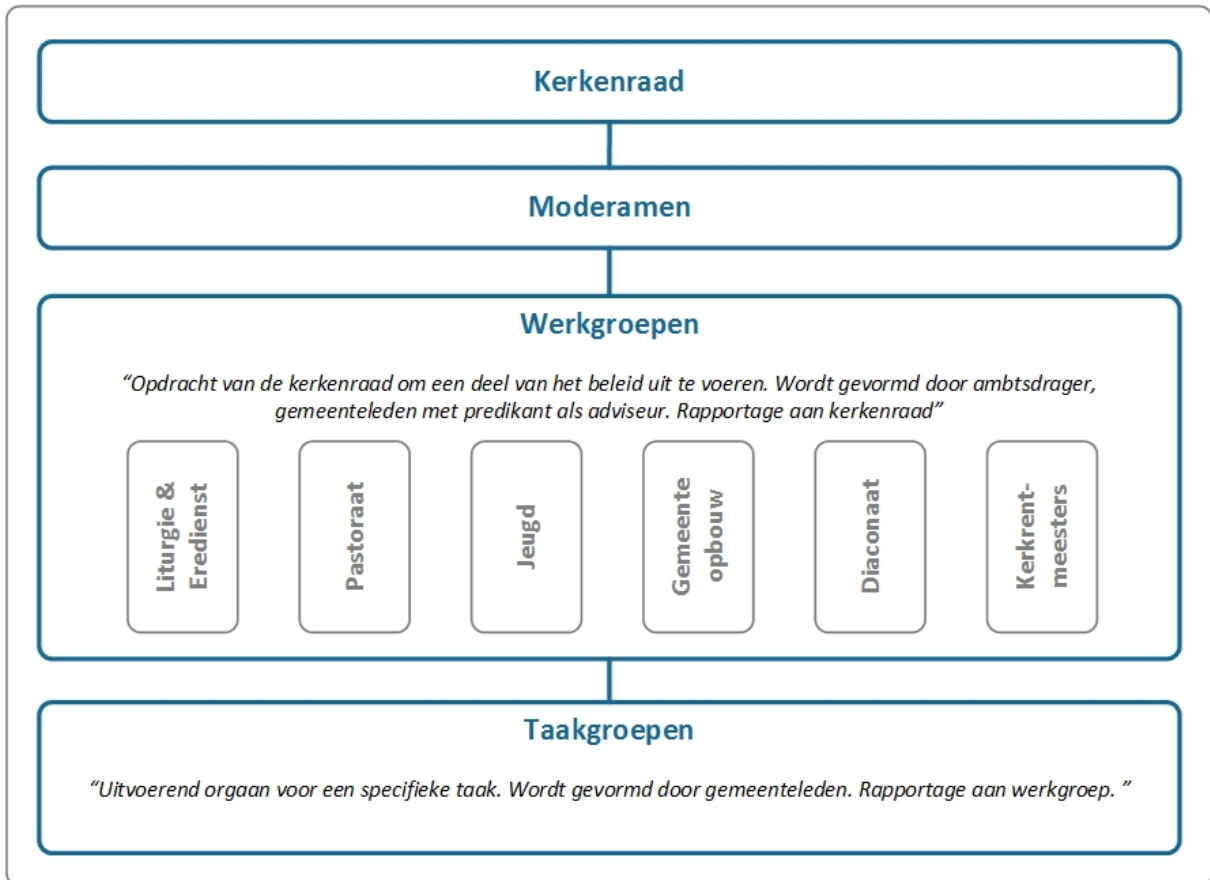 Kerkenraad
Moderamen
Werkgroepen
“Opdracht van de kerkenraad om een deel van het beleid uit te voeren. Wordt gevormd door ambtsdrager,
gemeenteleden met predikant als adviseur. Rapportage aan kerkenraad”
Liturgie &
Eredienst
Pastoraat
Jeugd
Gemeente
opbouw
Diaconaat
Kerkrent-
meesters
Taakgroepen
“Uitvoerend orgaan voor een specifieke taak. Wordt gevormd door gemeenteleden. Rapportage aan werkgroep. ”